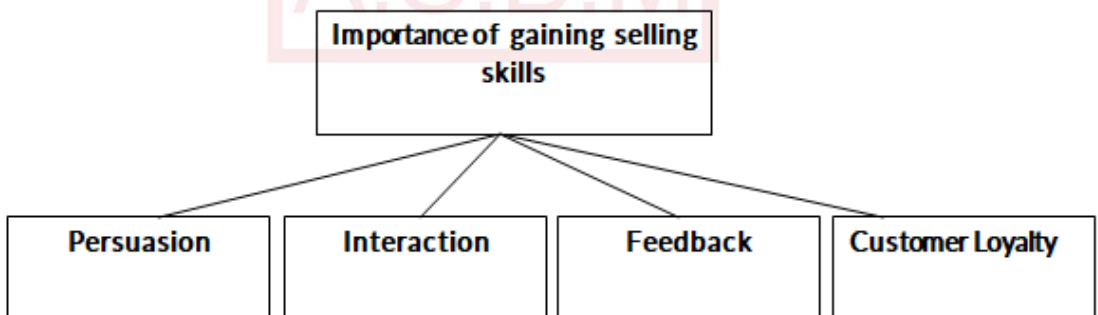 Importance of gaining selling
skills
Persuasion
Interaction
Feedback
Customer Loyalty